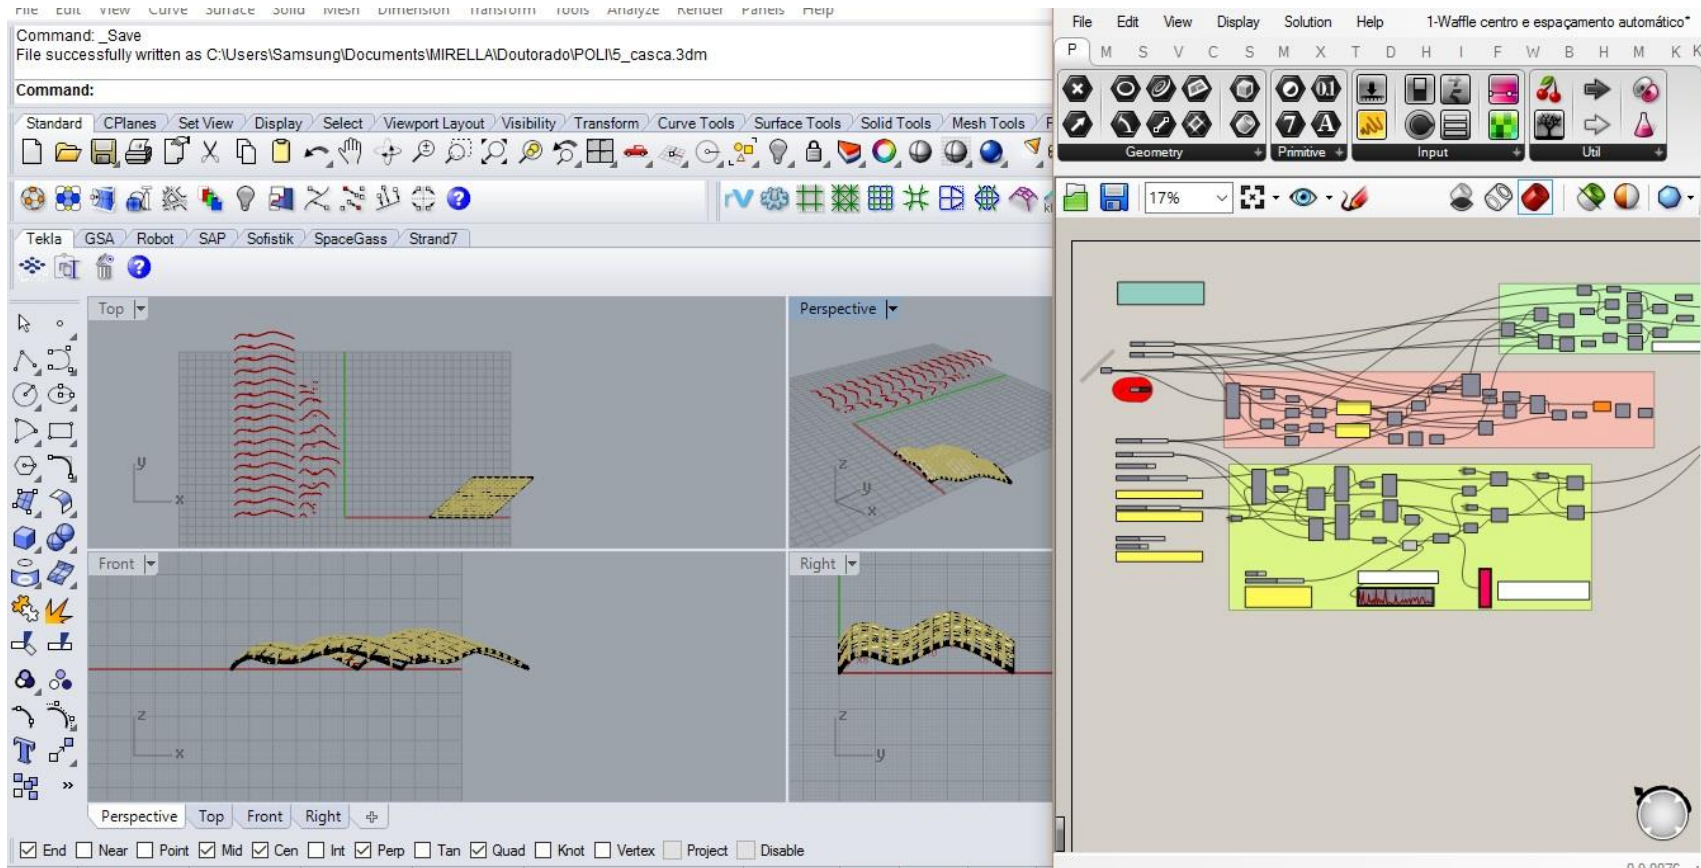 File Edit View Curve Surface Solid Mesh Dimension Transform Tools Analyze Render Panels Help
Command: _Save
File successfully written as C:\Users\Samsung\Documents\MIRELLA\Doutorado\POLI\5_casca.3dm
Command:
Standard CPlanes Set View Display Select Viewport Layout Visibility Transform Curve Tools Surface Tools Solid Tools Mesh Tools
Tekla GSA Robot SAP Sofistik SpaceGass Strand7
Top
y
x
Perspective
z
y
x
Front
z
x
Right
z
y
Perspective Top Front Right
End Near Point Mid Cen Int Perp Tan Quad Knot Vertex Project Disable
File Edit View Display Solution Help 1-Waffle centro e espaçamento automático*
P M S V C S M X T D H I F W B H M K K
Geometry Primitive Input Util
17%